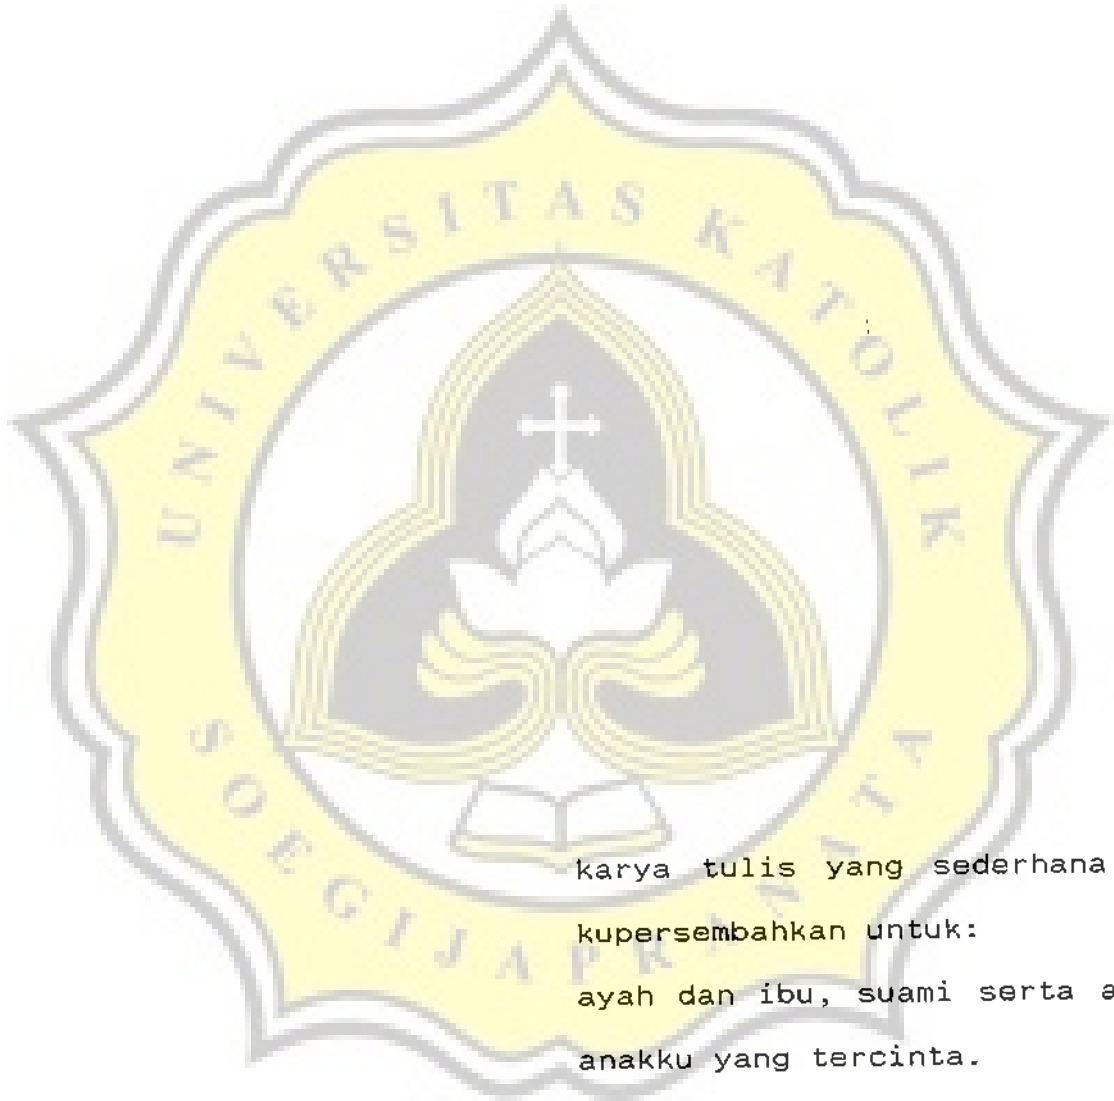 UNIVERSITAS KATOLIK
SOEGIJAPRANATA
karya tulis yang sederhana
kupersembahkan untuk:
ayah dan ibu, suami serta a
anakku yang tercinta.